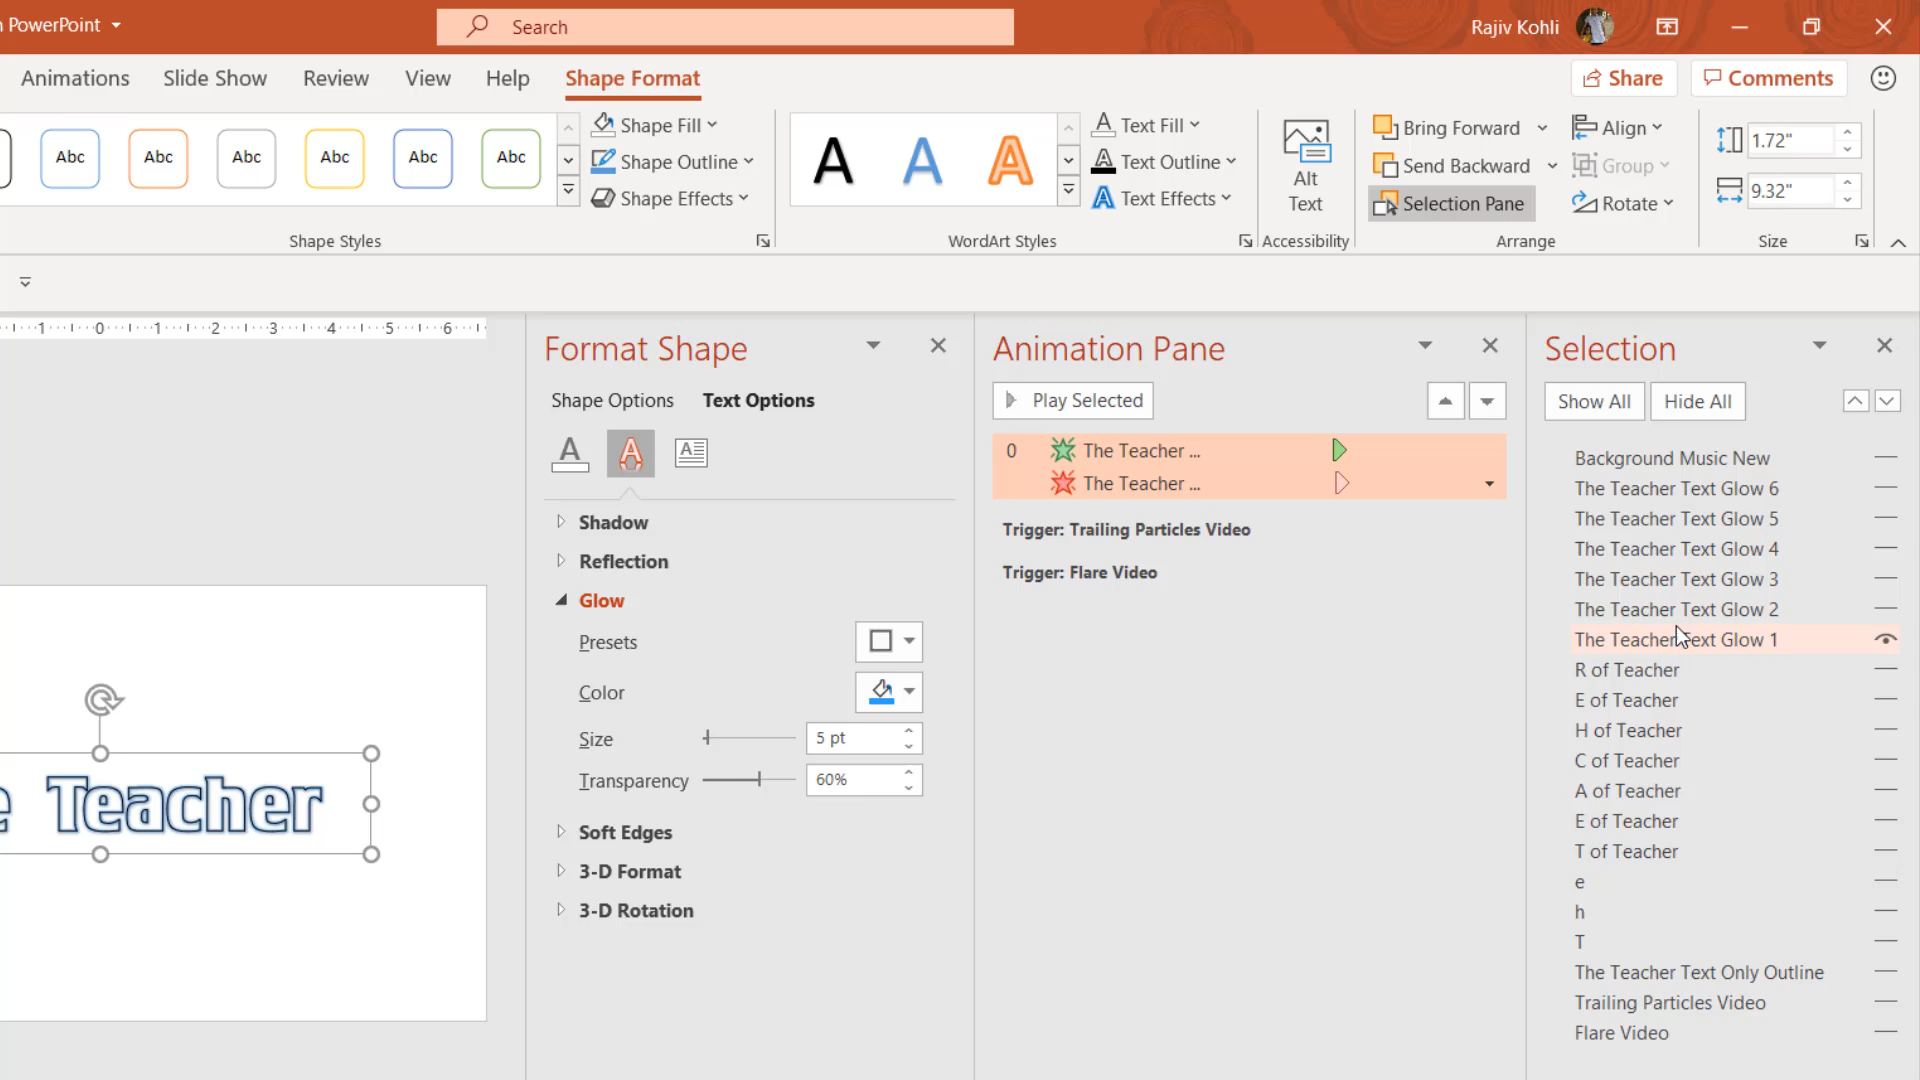 n PowerPoint
Search
Rajiv Kohli
Animations
Slide Show
Review
View
Help
Shape Format
Share
Comments
Abc
Abc
Abc
Abc
Abc
Abc
Shape Fill
Shape Outline
Shape Effects
Shape Styles
A
A
A
Text Fill
Text Outline
Text Effects
WordArt Styles
Alt
Text
Accessibility
Bring Forward
Send Backward
Selection Pane
Align
Group
Rotate
Arrange
1.72"
9.32"
Size
1 0 1 2 3 4 5 6
e Teacher
Format Shape
Shape Options
Text Options
Shadow
Reflection
Glow
Presets
Color
Size
5 pt
Transparency
60%
Soft Edges
3-D Format
3-D Rotation
Animation Pane
Play Selected
0 The Teacher ...
The Teacher ...
Trigger: Trailing Particles Video
Trigger: Flare Video
Selection
Show All
Hide All
Background Music New
The Teacher Text Glow 6
The Teacher Text Glow 5
The Teacher Text Glow 4
The Teacher Text Glow 3
The Teacher Text Glow 2
The Teacher Text Glow 1
R of Teacher
E of Teacher
H of Teacher
C of Teacher
A of Teacher
E of Teacher
T of Teacher
e
h
T
The Teacher Text Only Outline
Trailing Particles Video
Flare Video